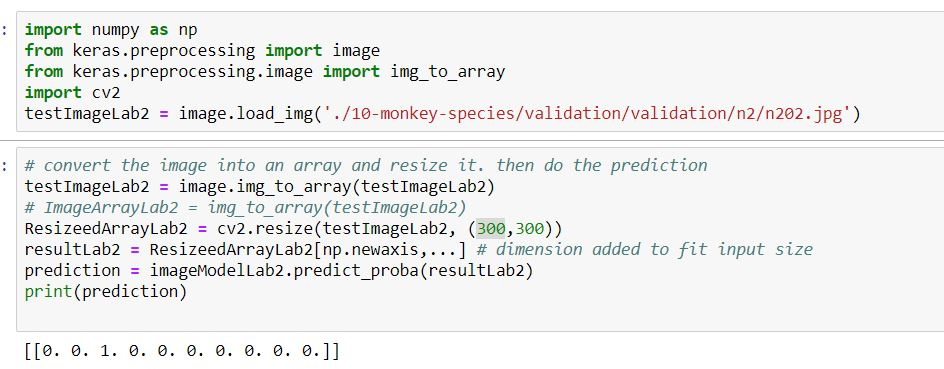 : import numpy as np
from keras.preprocessing import image
from keras.preprocessing.image import img_to_array
import cv2
testImageLab2 = image.load_img('./10-monkey-species/validation/validation/n2/n202.jpg')
: # convert the image into an array and resize it. then do the prediction
testImageLab2 = image.img_to_array(testImageLab2)
# ImageArrayLab2 = img_to_array(testImageLab2)
ResizeedArrayLab2 = cv2.resize(testImageLab2, (300,300))
resultLab2 = ResizeedArrayLab2[np.newaxis,...] # dimension added to fit input size
prediction = imageModelLab2.predict_proba(resultLab2)
print(prediction)
[[0. 0. 1. 0. 0. 0. 0. 0. 0. 0.]]